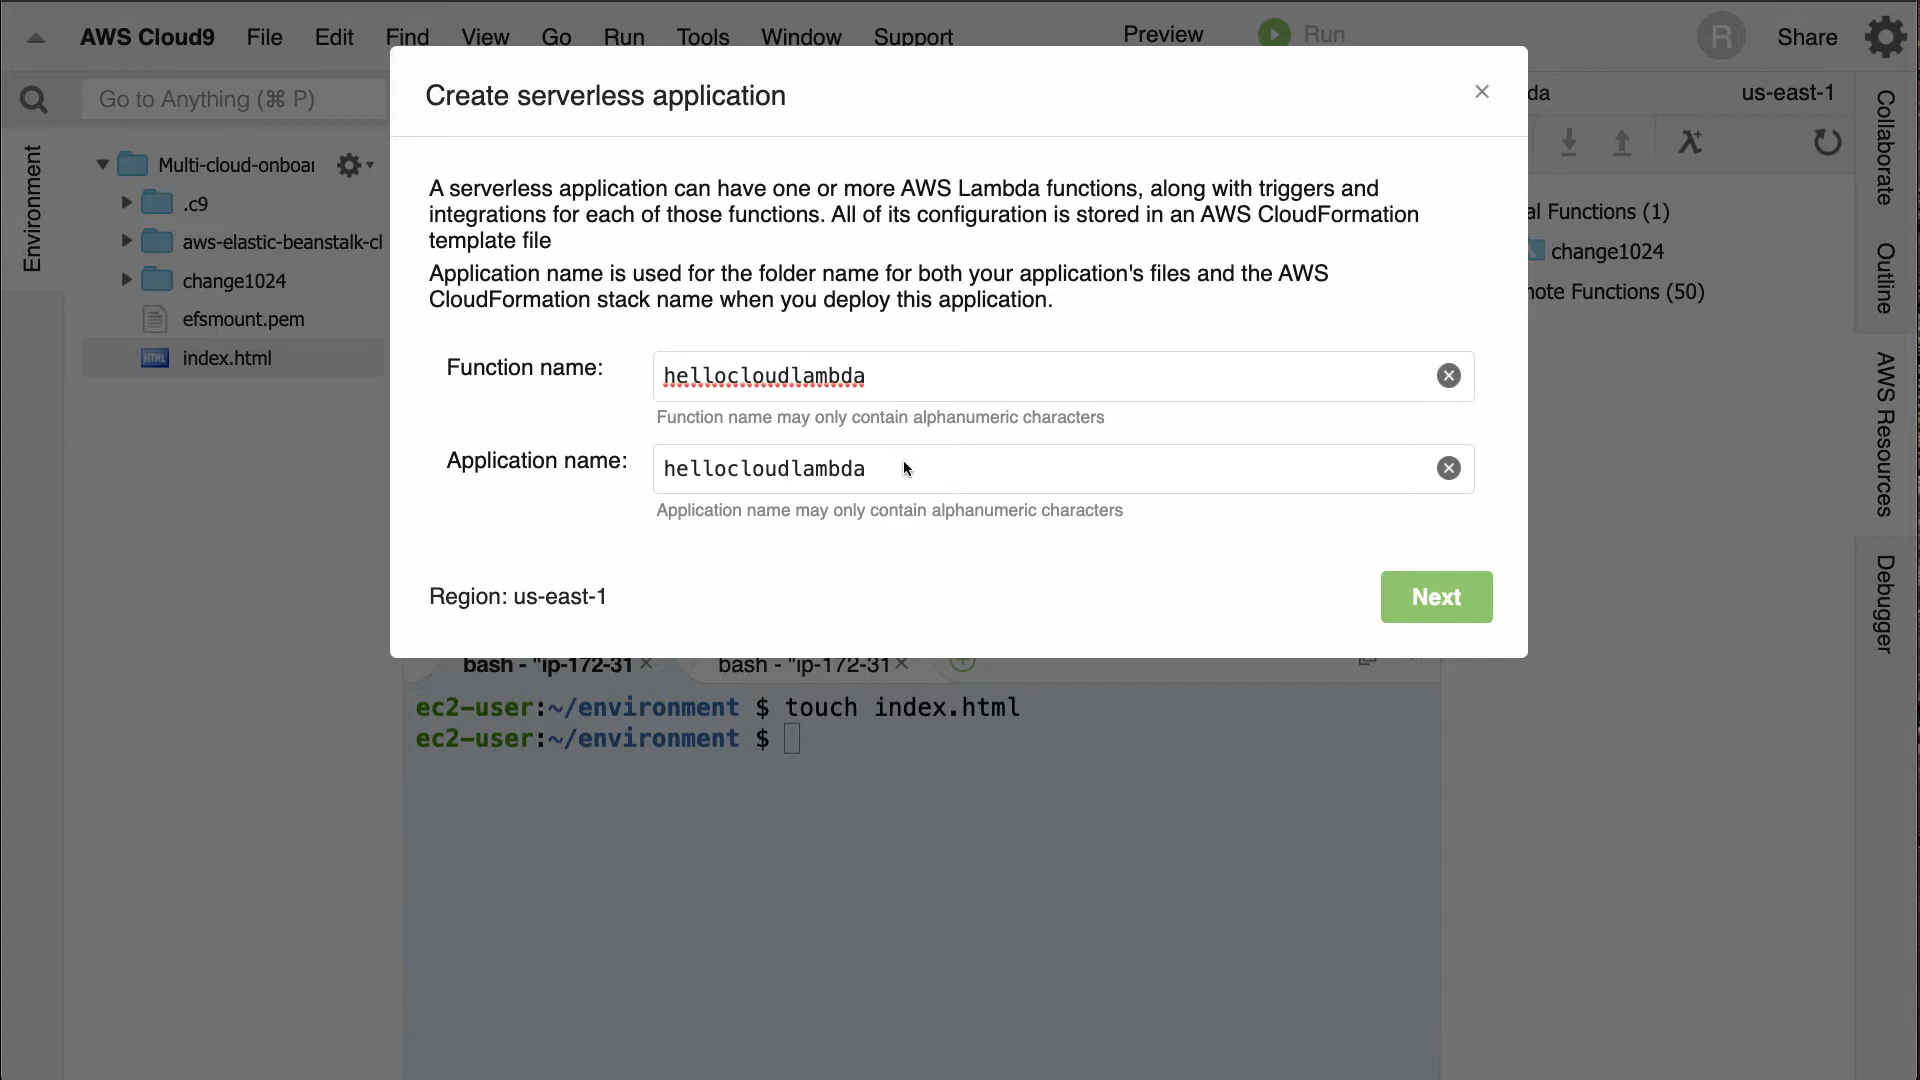 AWS Cloud9 File Edit Find View Go Run Tools Window Support Preview Run R Share
Go to Anything (⌘ P)
da us-east-1
Environment
Multi-cloud-onboar
.c9
aws-elastic-beanstalk-cl
change1024
efsmount.pem
HTML index.html
Create serverless application
A serverless application can have one or more AWS Lambda functions, along with triggers and
integrations for each of those functions. All of its configuration is stored in an AWS CloudFormation
template file
Application name is used for the folder name for both your application's files and the AWS
CloudFormation stack name when you deploy this application.
Function name: hellocloudlambda
Function name may only contain alphanumeric characters
Application name: hellocloudlambda
Application name may only contain alphanumeric characters
Region: us-east-1 Next
al Functions (1)
change1024
note Functions (50)
Collaborate
Outline
AWS Resources
Debugger
bash - "ip-172-31 bash - "ip-172-31
ec2-user:~/environment $ touch index.html
ec2-user:~/environment $